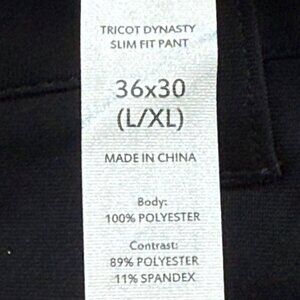 TRICOT DYNASTY
SLIM FIT PANT
36x30
(L/XL)
MADE IN CHINA
Body:
100% POLYESTER
Contrast:
89% POLYESTER
11% SPANDEX